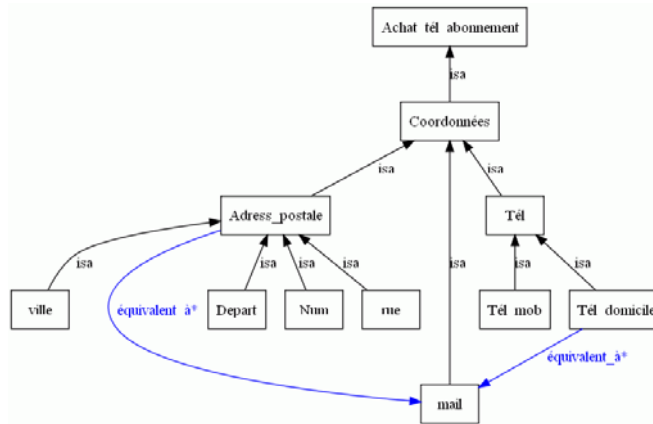 Achat tél abonnement
isa
Coordonnées
isa
isa
Adress_postale
Tél
isa
isa
isa
isa
isa
isa
isa
ville
équivalent à*
Depart
Num
rue
Tél mob
Tél domicile
équivalent_à*
mail